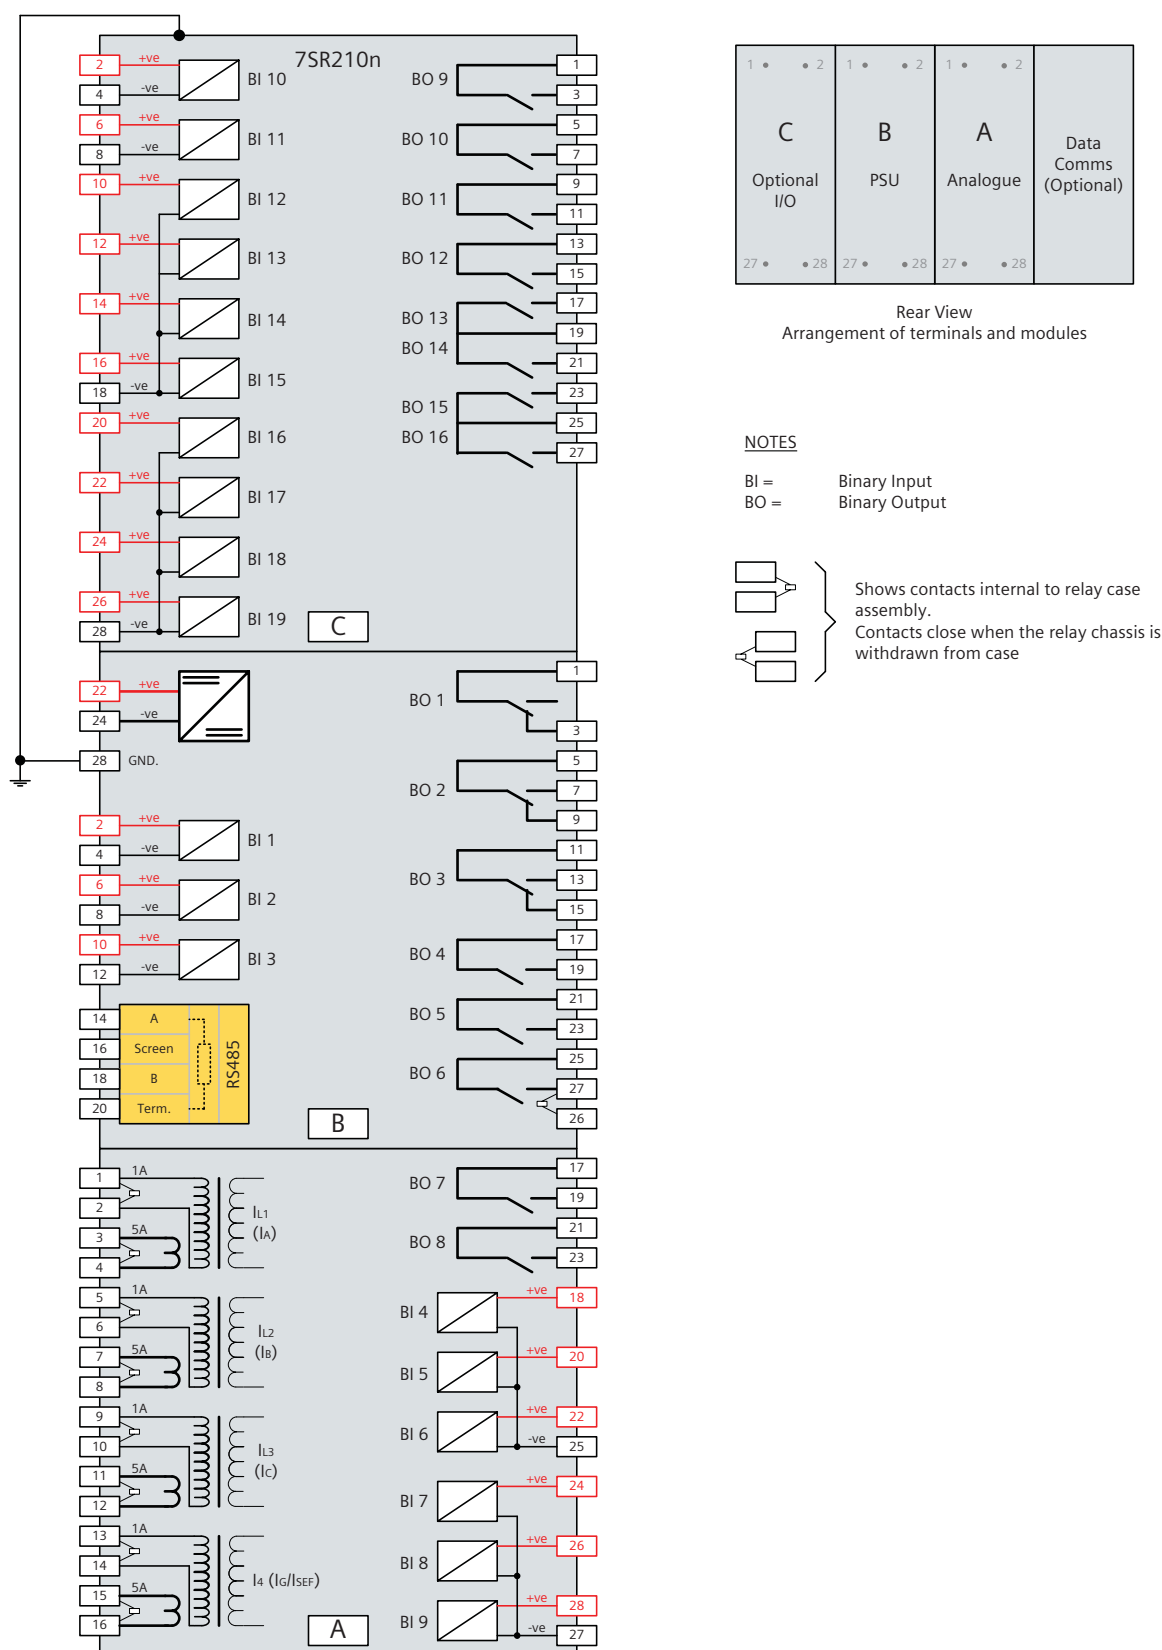 7SR210n
2 +ve
4 -ve
BI 10
6 +ve
8 -ve
BI 11
10 +ve
BI 12
12 +ve
BI 13
14 +ve
BI 14
16 +ve
18 -ve
BI 15
20 +ve
BI 16
22 +ve
BI 17
24 +ve
BI 18
26 +ve
28 -ve
BI 19
BO 9
1
3
BO 10
5
7
BO 11
9
11
BO 12
13
15
BO 13
17
19
BO 14
21
BO 15
23
25
BO 16
27
C
22 +ve
24 -ve
28 GND.
2 +ve
4 -ve
BI 1
6 +ve
8 -ve
BI 2
10 +ve
12 -ve
BI 3
14 A
16 Screen
18 B
20 Term.
RS485
BO 1
1
3
BO 2
5
7
9
BO 3
11
13
15
BO 4
17
19
BO 5
21
23
BO 6
25
27
26
B
1 1A
2
3 5A
4
IL1
(IA)
5 1A
6
7 5A
8
IL2
(IB)
9 1A
10
11 5A
12
IL3
(IC)
13 1A
14
15 5A
16
I4 (IG/ISEF)
BO 7
17
19
BO 8
21
23
BI 4
+ve 18
BI 5
+ve 20
BI 6
+ve 22
-ve 25
BI 7
+ve 24
BI 8
+ve 26
BI 9
+ve 28
-ve 27
A
1 2 1 2 1 2
C B A
Optional
I/O
PSU
Analogue
Data
Comms
(Optional)
27 28 27 28 27 28
Rear View
Arrangement of terminals and modules
NOTES
BI = Binary Input
BO = Binary Output
Shows contacts internal to relay case
assembly.
Contacts close when the relay chassis is
withdrawn from case